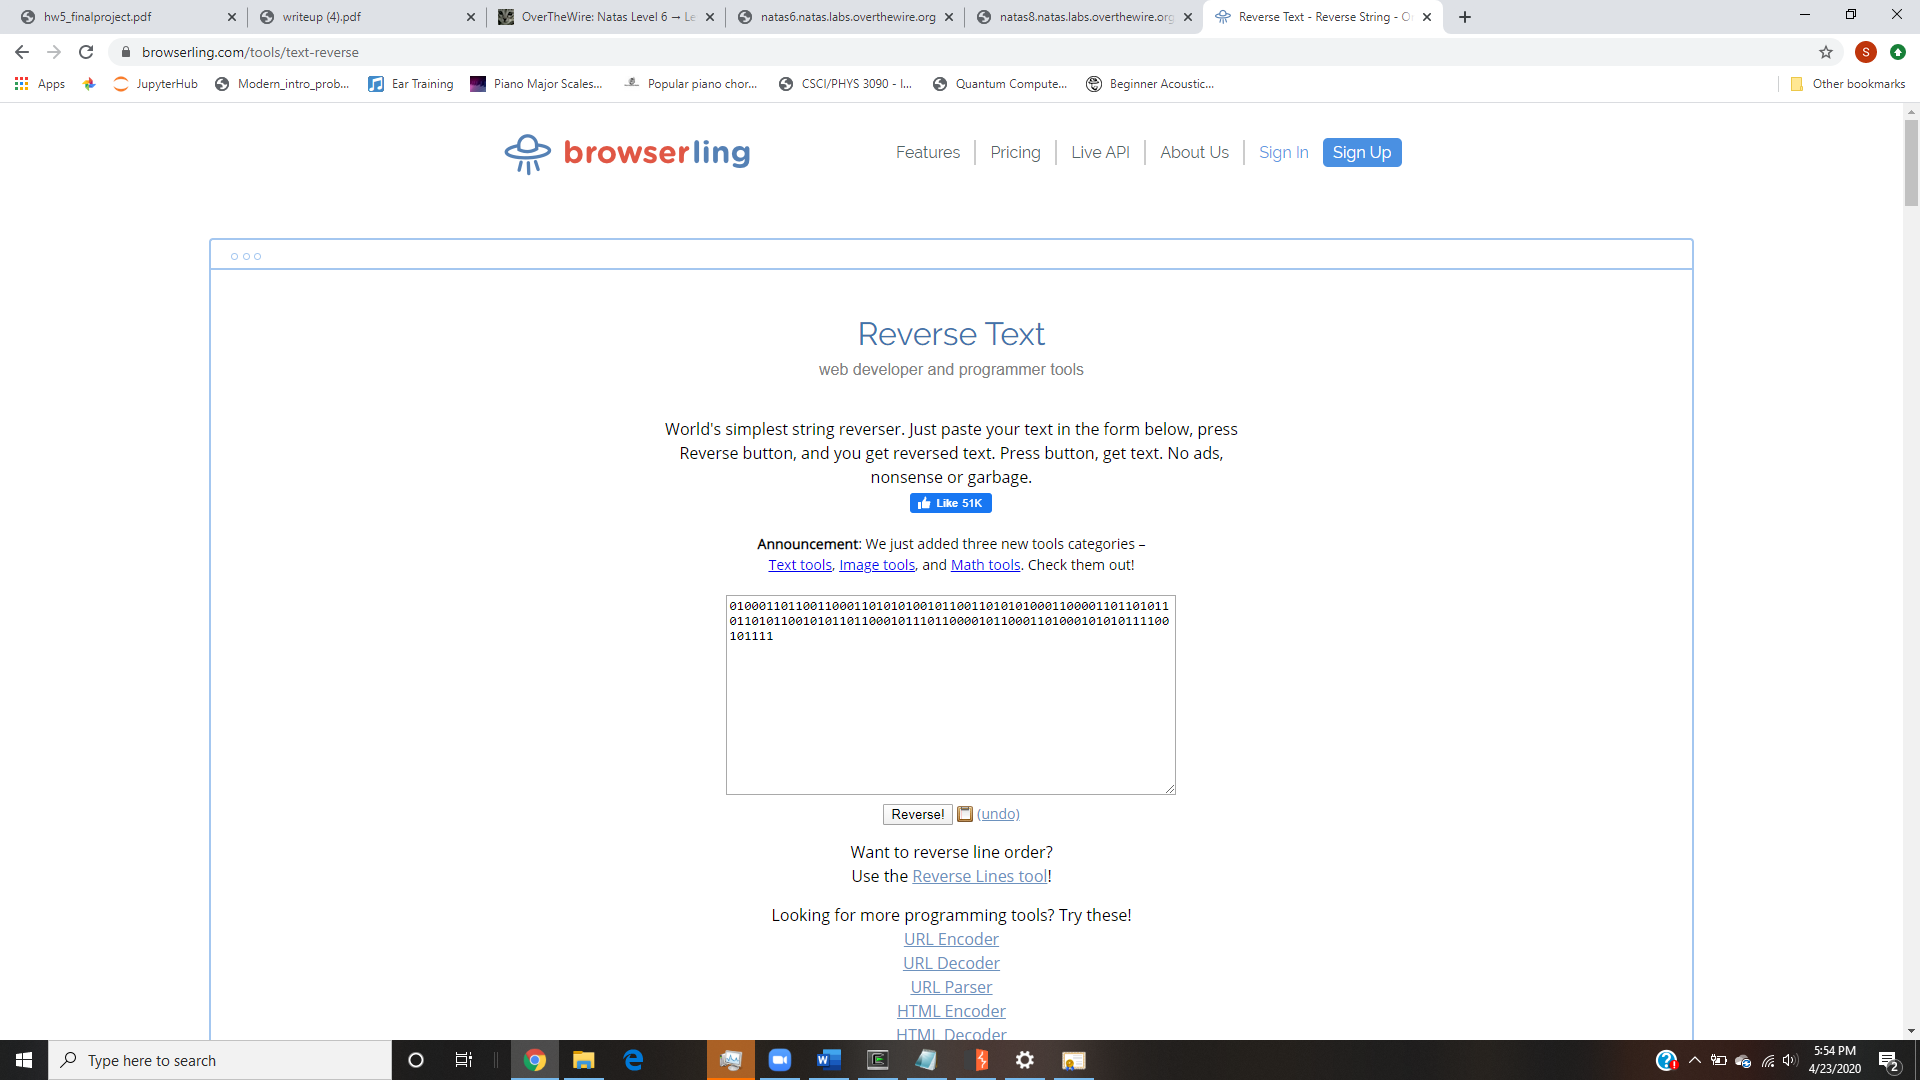 hw5_finalproject.pdf
writeup (4).pdf
OverTheWire: Natas Level 6 → Le
natas6.natas.labs.overthewire.org
natas8.natas.labs.overthewire.org
Reverse Text - Reverse String - O
browserling.com/tools/text-reverse
S
Apps
JupyterHub
Modern_intro_prob...
Ear Training
Piano Major Scales...
Popular piano chor...
CSCI/PHYS 3090 - I...
Quantum Compute...
Beginner Acoustic...
Other bookmarks
browserling
Features
Pricing
Live API
About Us
Sign In
Sign Up
Reverse Text
web developer and programmer tools
World's simplest string reverser. Just paste your text in the form below, press
Reverse button, and you get reversed text. Press button, get text. No ads,
nonsense or garbage.
Like 51K
Announcement: We just added three new tools categories –
Text tools, Image tools, and Math tools. Check them out!
010001101100110001101010100101100110101010001100001101101011
011010110010101101100010111011000010110001101000101010111100
101111
Reverse! (undo)
Want to reverse line order?
Use the Reverse Lines tool!
Looking for more programming tools? Try these!
URL Encoder
URL Decoder
URL Parser
HTML Encoder
HTML Decoder
Type here to search
5:54 PM
4/23/2020
2